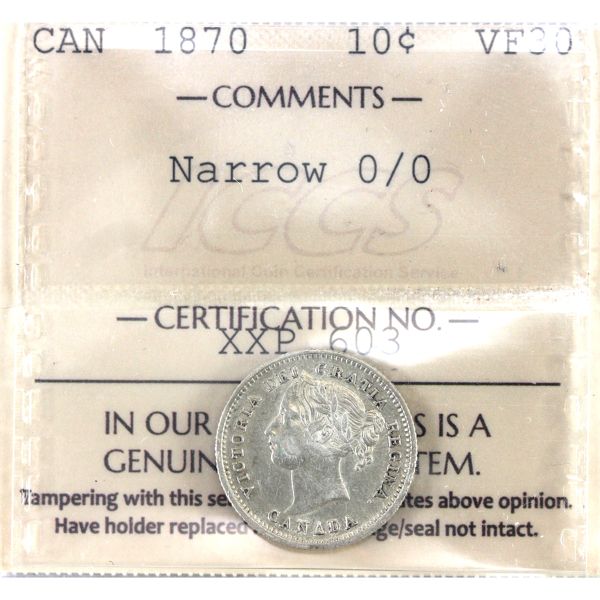 CAN 1870 10¢ VF30
— COMMENTS —
Narrow 0/0
ICCS
International Coin Certification Service
— CERTIFICATION NO. —
XXP 603
VICTORIA DEI GRATIA REGINA
CANADA
IN OUR S IS A
GENUIN TEM.
Tampering with this se tes above opinion.
Have holder replaced ge/seal not intact.